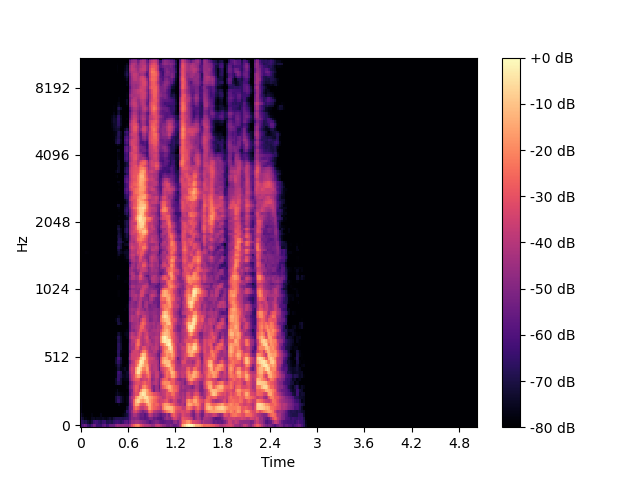 +0 dB
8192
-10 dB
4096
-20 dB
-30 dB
2048
Hz
-40 dB
1024
-50 dB
-60 dB
512
-70 dB
0
-80 dB
0 0.6 1.2 1.8 2.4 3 3.6 4.2 4.8
Time